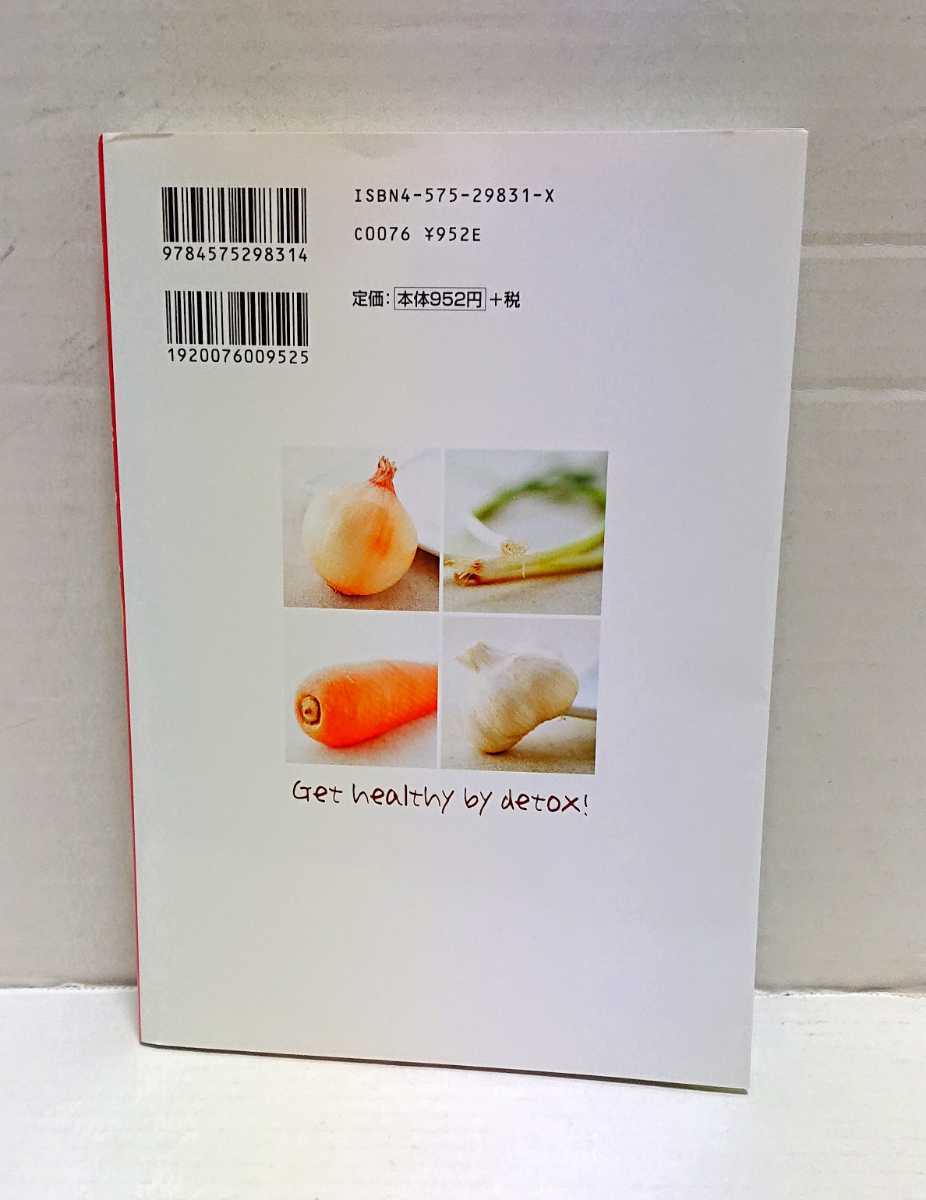 ISBN4-575-29831-X
C0076 ¥952E
9784575298314
定価：本体952円+税
1920076009525
Get healthy by detox!